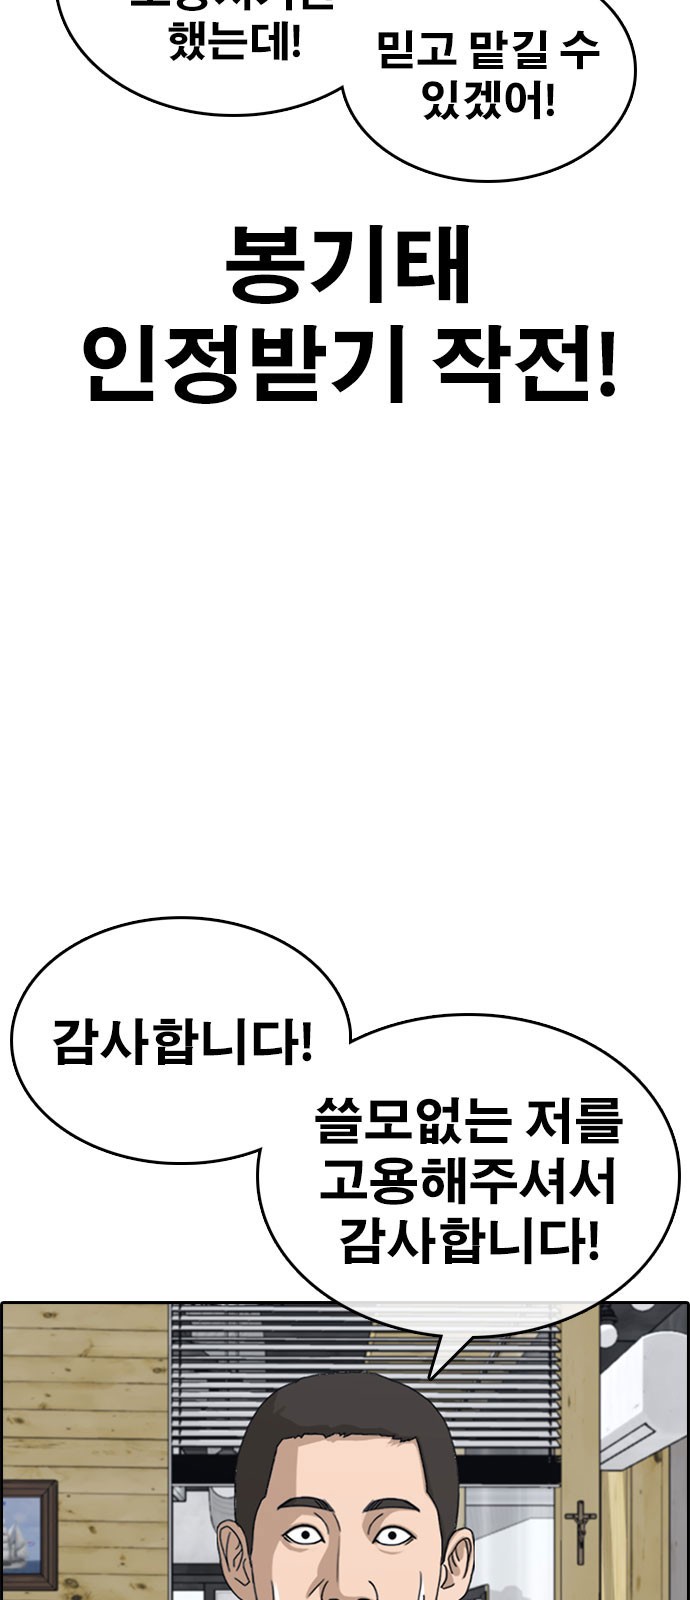 했는데!
믿고 맡길 수
있겠어!
봉기태
인정받기 작전!
감사합니다!
쓸모없는 저를
고용해주셔서
감사합니다!